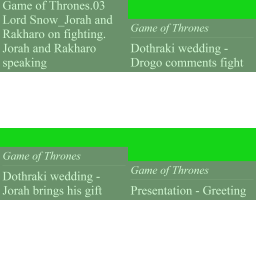 Game of Thrones.03
Lord Snow_Jorah and
Rakharo on fighting.
Jorah and Rakharo
speaking
Game of Thrones
Dothraki wedding -
Drogo comments fight
Game of Thrones
Dothraki wedding -
Jorah brings his gift
Game of Thrones
Presentation - Greeting